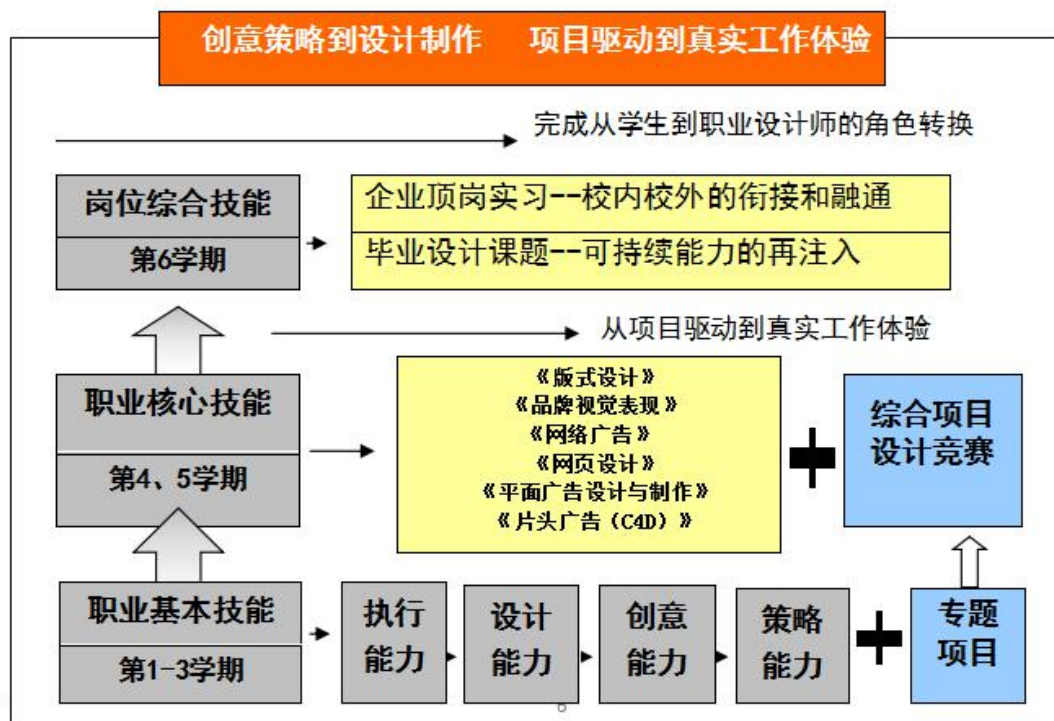 创意策略到设计制作 项目驱动到真实工作体验
完成从学生到职业设计师的角色转换
岗位综合技能
第6学期
企业顶岗实习--校内校外的衔接和融通
毕业设计课题--可持续能力的再注入
从项目驱动到真实工作体验
职业核心技能
第4、5学期
《版式设计》
《品牌视觉表现》
《网络广告》
《网页设计》
《平面广告设计与制作》
《片头广告（C4D）》
综合项目
设计竞赛
职业基本技能
第1-3学期
执行
能力
设计
能力
创意
能力
策略
能力
专题
项目